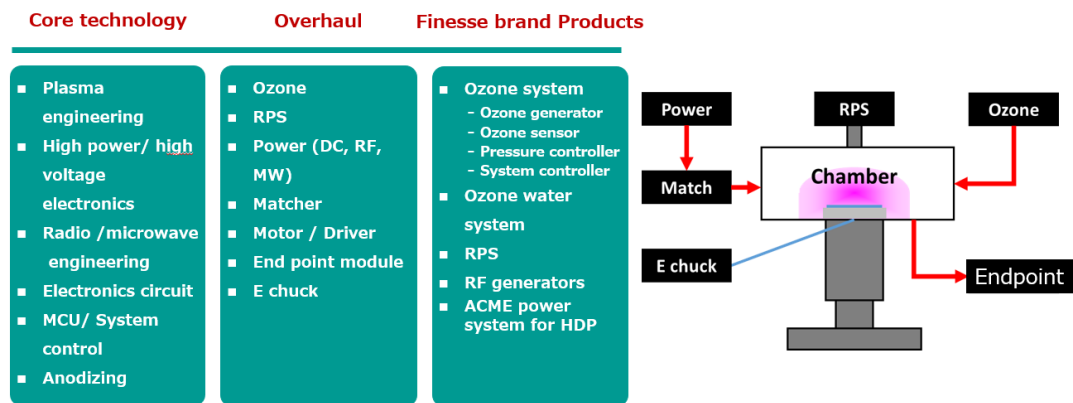 Core technology
Overhaul
Finesse brand Products
▪ Plasma
engineering
▪ High power/ high
voltage
electronics
▪ Radio /microwave
engineering
▪ Electronics circuit
▪ MCU/ System
control
▪ Anodizing
▪ Ozone
▪ RPS
▪ Power (DC, RF,
MW)
▪ Matcher
▪ Motor / Driver
▪ End point module
▪ E chuck
▪ Ozone system
– Ozone generator
– Ozone sensor
– Pressure controller
– System controller
▪ Ozone water
system
▪ RPS
▪ RF generators
▪ ACME power
system for HDP
Power
RPS
Ozone
Match
Chamber
E chuck
Endpoint